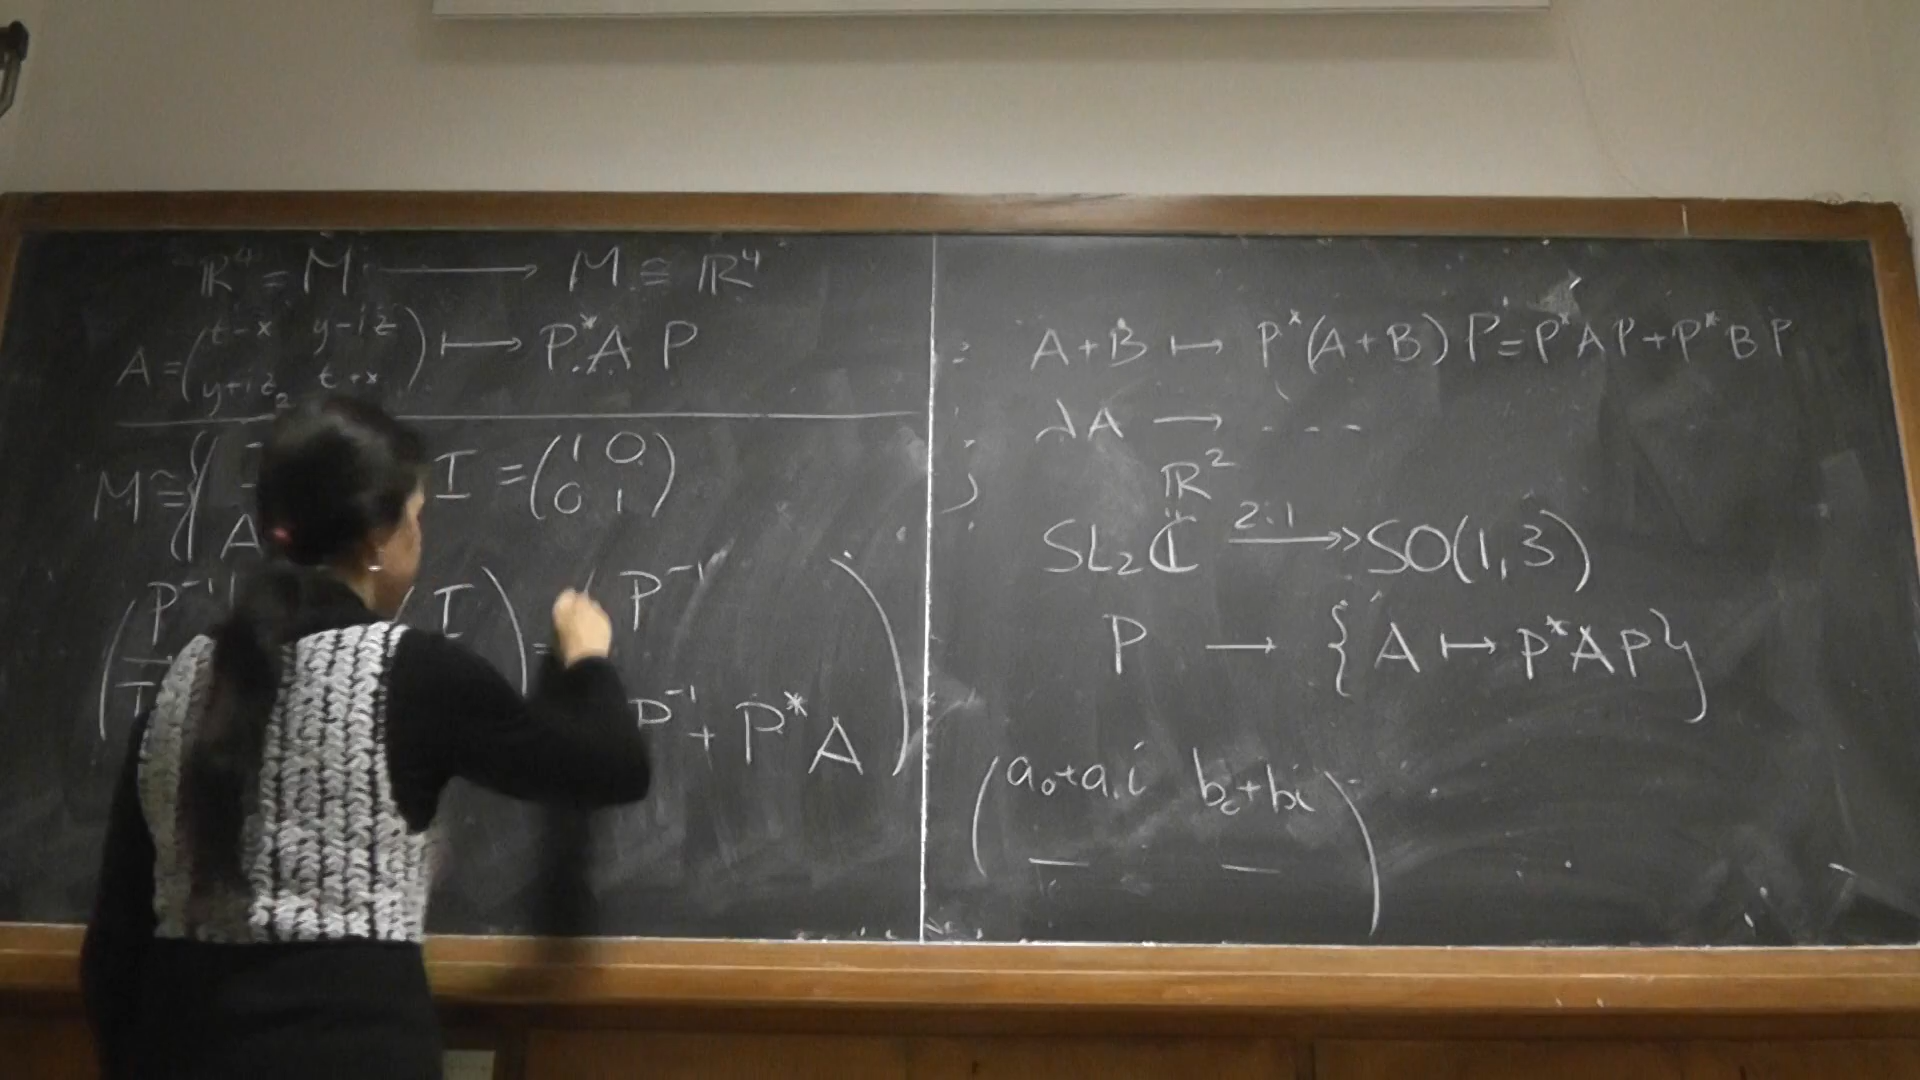 ℝ⁴ = M ⟶ M ≅ ℝ⁴
A = ( t-x y-iz
y+iz t+x ) ⟼ P*A P
M ≅ { I = ( 1 0
A 0 1 )
( P⁻¹ I ) = ( P⁻¹
P⁻¹ + P*A )
A+B ⟼ P*(A+B)P = P*AP + P*BP
λA ⟶ - - -
ℝ²
SL₂ℂ 2:1 ↠ SO(1,3)
P ⟶ { A ⟼ P*AP }
( a₀+a₁i b₀+bi )